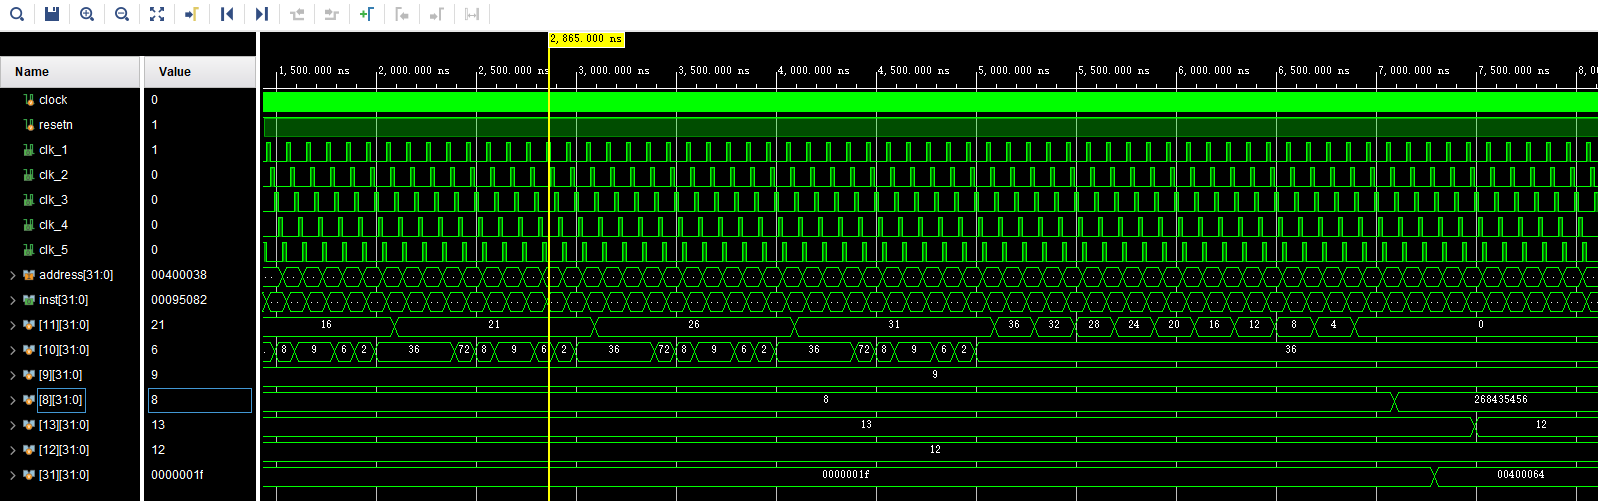 2,865.000 ns
Name Value
1,500.000 ns 2,000.000 ns 2,500.000 ns 3,000.000 ns 3,500.000 ns 4,000.000 ns 4,500.000 ns 5,000.000 ns 5,500.000 ns 6,000.000 ns 6,500.000 ns 7,000.000 ns 7,500.000 ns 8,0
clock 0
resetn 1
clk_1 1
clk_2 0
clk_3 0
clk_4 0
clk_5 0
address[31:0] 00400038
inst[31:0] 00095082
[11][31:0] 21 16 21 26 31 36 32 28 24 20 16 12 8 4 0
[10][31:0] 6 . 8 9 6 2 36 72 8 9 6 2 36 72 8 9 6 2 36 72 8 9 6 2 36
[9][31:0] 9 9
[8][31:0] 8 8 268435456
[13][31:0] 13 13 12
[12][31:0] 12 12
[31][31:0] 0000001f 0000001f 00400064